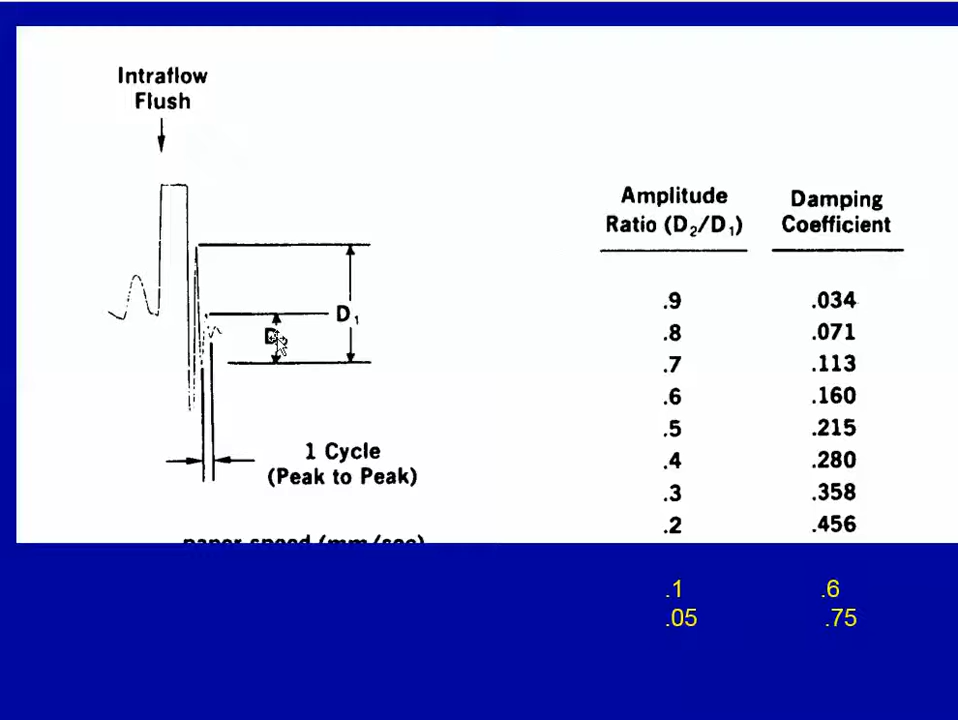 Intraflow
Flush
D1
D
1 Cycle
(Peak to Peak)
paper speed (mm/sec)
Amplitude
Ratio (D2/D1)
Damping
Coefficient
.9 .034
.8 .071
.7 .113
.6 .160
.5 .215
.4 .280
.3 .358
.2 .456
.1 .6
.05 .75